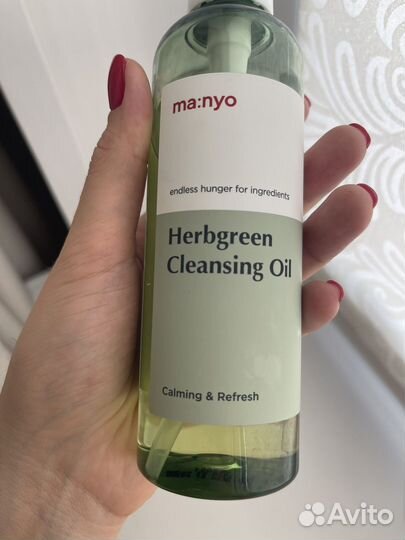 ma:nyo
endless hunger for ingredients
Herbgreen
Cleansing Oil
Calming & Refresh
Avito